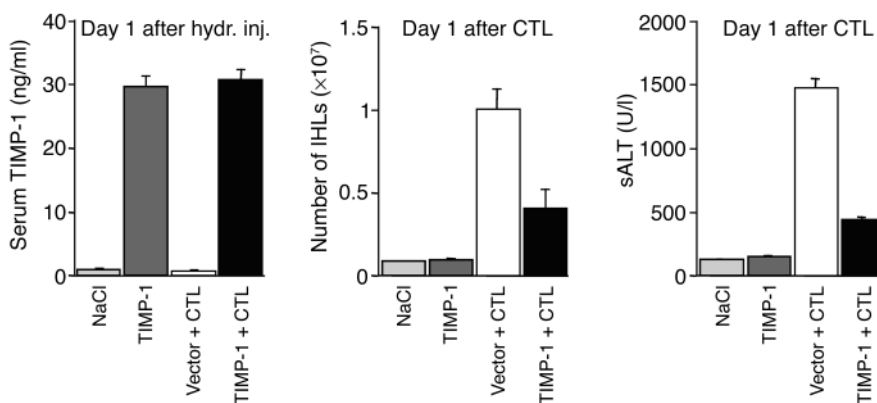 Day 1 after hydr. inj.
Serum TIMP-1 (ng/ml)
40
30
20
10
0
NaCl
TIMP-1
Vector + CTL
TIMP-1 + CTL
Day 1 after CTL
Number of IHLs (×10⁷)
1
0.5
0
NaCl
TIMP-1
Vector + CTL
TIMP-1 + CTL
Day 1 after CTL
sALT (U/l)
2000
1500
1000
500
0
NaCl
TIMP-1
Vector + CTL
TIMP-1 + CTL